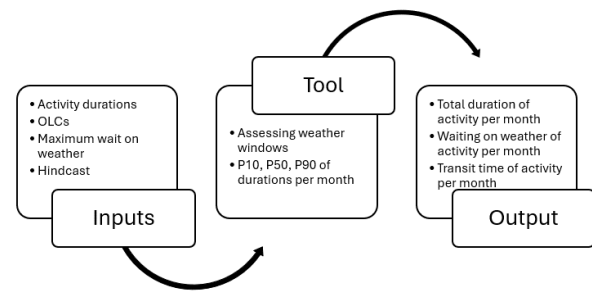 • Activity durations
• OLCs
• Maximum wait on
weather
• Hindcast
Inputs
Tool
• Assessing weather
windows
• P10, P50, P90 of
durations per month
• Total duration of
activity per month
• Waiting on weather of
activity per month
• Transit time of activity
per month
Output